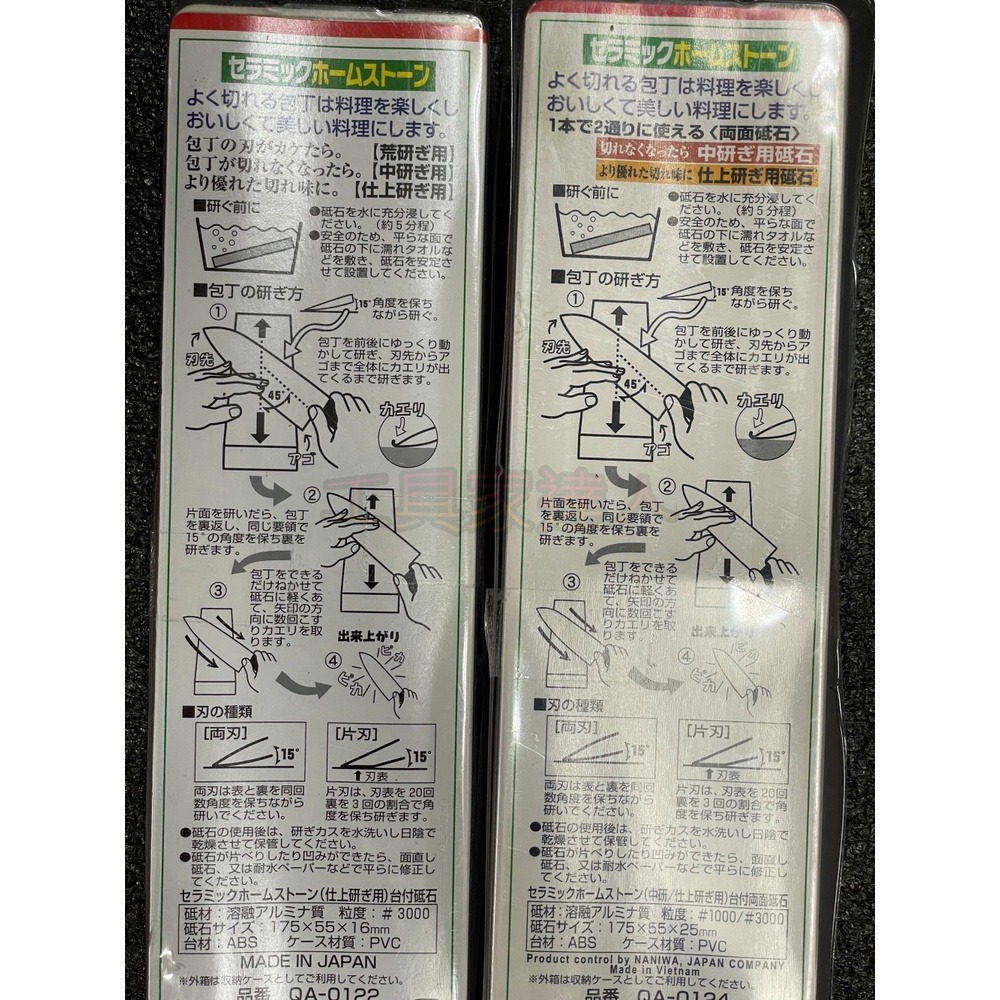 セラミックホームストーン
よく切れる包丁は料理を楽しくし
おいしくて美しい料理にします。
包丁の刃がカケたら。【荒研ぎ用】
包丁が切れなくなったら。【中研ぎ用】
より優れた切れ味に。【仕上研ぎ用】
■研ぐ前に
●砥石を水に充分浸してく
ださい。（約５分程）
●安全のため、平らな面で
砥石の下に濡れタオルな
どを敷き、砥石を安定さ
せて設置してください。
■包丁の研ぎ方
①
15°
角度を保ち
ながら研ぐ。
刃先
包丁を前後にゆっくり動
かして研ぎ、刃先からア
ゴまで全体にカエリが出
てくるまで研ぎます。
45°
カエリ
アゴ
②
片面を研いだら、包丁
を裏返し、同じ要領で
15°の角度を保ち裏を
研ぎます。
③
包丁をできる
だけねかせて
砥石に軽くあ
て、矢印の方
向に数回こす
りカエリを取
ります。
出来上がり
④
ピカ
ピカ
■刃の種類
[両刃]
15°
[片刃]
15°
↑刃表
両刃は表と裏を同回
数角度を保ちながら
研いでください。
片刃は、刃表を20回
裏を３回の割合で角
度を保ち研ぎます。
●砥石の使用後は、研ぎカスを水洗いし日陰で
乾燥させて保管してください。
●砥石が片べりしたり凹みができたら、面直し
砥石、又は耐水ペーパーなどで平らに修正し
てください。
セラミックホームストーン(仕上研ぎ用)台付砥石
砥材：溶融アルミナ質 粒度：＃3000
砥石サイズ：175×55×16mm
台材：ABS ケース材質：PVC
MADE IN JAPAN
※外箱は収納ケースとしてご利用してください。
品番 QA-0122
セラミックホームストーン
よく切れる包丁は料理を楽しくし
おいしくて美しい料理にします。
1本で2通りに使える〈両面砥石〉
切れなくなったら 中研ぎ用砥石
より優れた切れ味に 仕上研ぎ用砥石
■研ぐ前に
●砥石を水に充分浸してく
ださい。（約５分程）
●安全のため、平らな面で
砥石の下に濡れタオルな
どを敷き、砥石を安定さ
せて設置してください。
■包丁の研ぎ方
①
15°
角度を保ち
ながら研ぐ。
刃先
包丁を前後にゆっくり動
かして研ぎ、刃先からア
ゴまで全体にカエリが出
てくるまで研ぎます。
45°
カエリ
アゴ
②
片面を研いだら、包丁
を裏返し、同じ要領で
15°の角度を保ち裏を
研ぎます。
③
包丁をできる
だけねかせて
砥石に軽くあ
て、矢印の方
向に数回こす
りカエリを取
ります。
出来上がり
④
ピカ
ピカ
■刃の種類
[両刃]
15°
[片刃]
15°
↑刃表
両刃は表と裏を同回
数角度を保ちながら
研いでください。
片刃は、刃表を20回
裏を３回の割合で角
度を保ち研ぎます。
●砥石の使用後は、研ぎカスを水洗いし日陰で
乾燥させて保管してください。
●砥石が片べりしたり凹みができたら、面直し
砥石、又は耐水ペーパーなどで平らに修正し
てください。
セラミックホームストーン(中研/仕上研ぎ用)台付両面砥石
砥材：溶融アルミナ質 粒度：#1000/#3000
砥石サイズ：175×55×25mm
台材：ABS ケース材質：PVC
Product control by NANIWA, JAPAN COMPANY
Made in Vietnam
※外箱は収納ケースとしてご利用してください。
品番 QA-0124
工具家達人